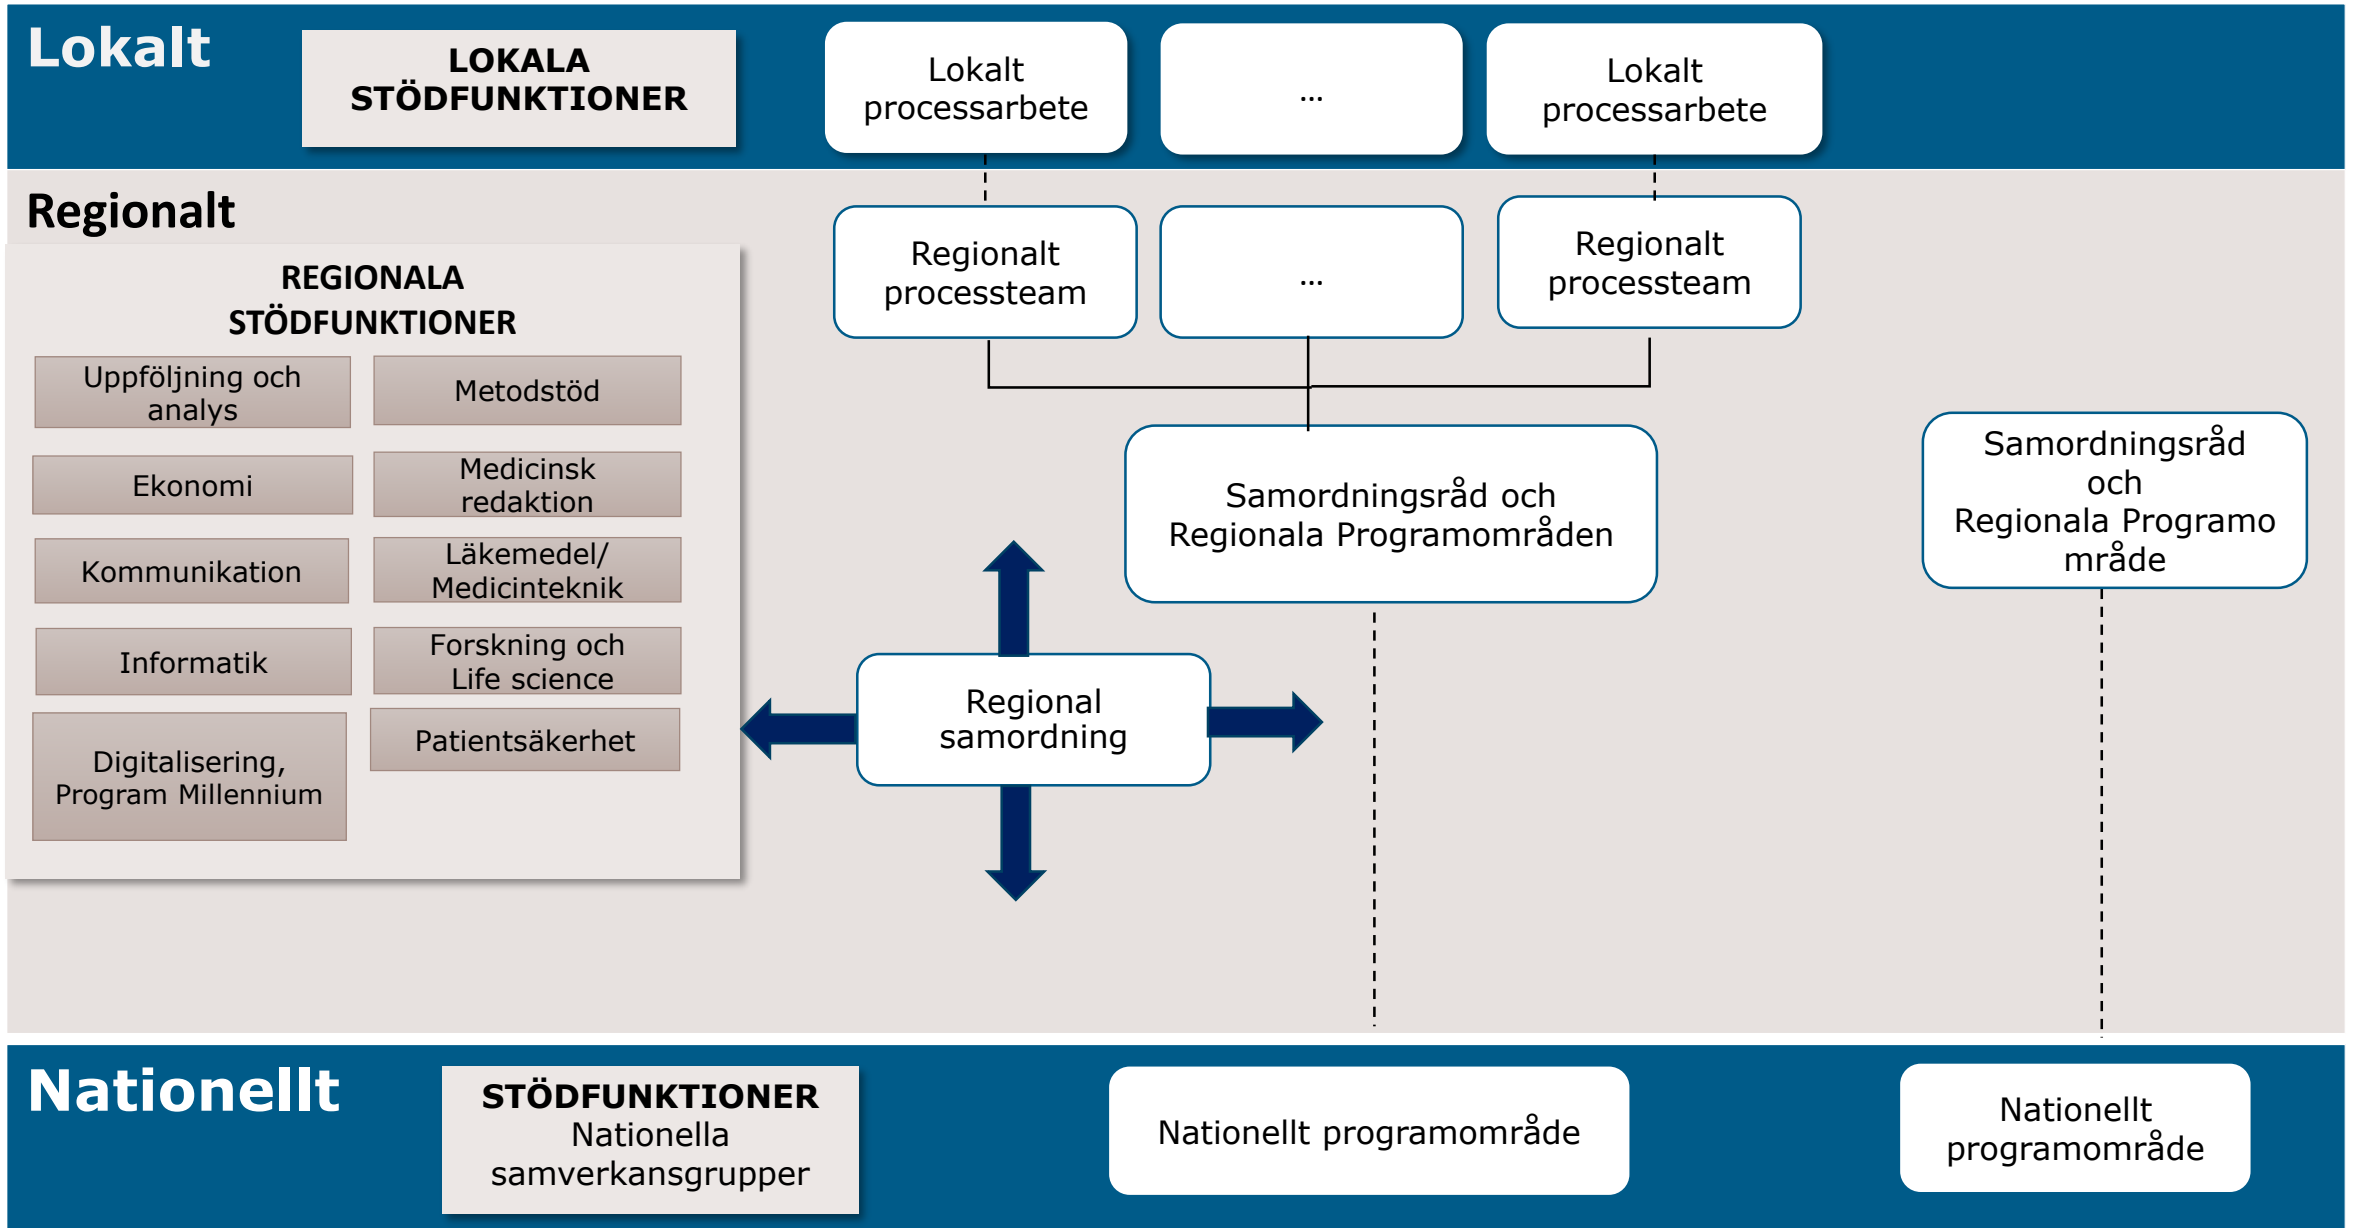 Lokalt
LOKALA
STÖDFUNKTIONER
Lokalt
processarbete
...
Lokalt
processarbete
Regionalt
REGIONALA
STÖDFUNKTIONER
Uppföljning och
analys
Metodstöd
Ekonomi
Medicinsk
redaktion
Kommunikation
Läkemedel/
Medicinteknik
Informatik
Forskning och
Life science
Digitalisering,
Program Millennium
Patientsäkerhet
Regionalt
processteam
...
Regionalt
processteam
Samordningsråd och
Regionala Programområden
Samordningsråd
och
Regionala Programo
mråde
Regional
samordning
Nationellt
STÖDFUNKTIONER
Nationella
samverkansgrupper
Nationellt programområde
Nationellt
programområde